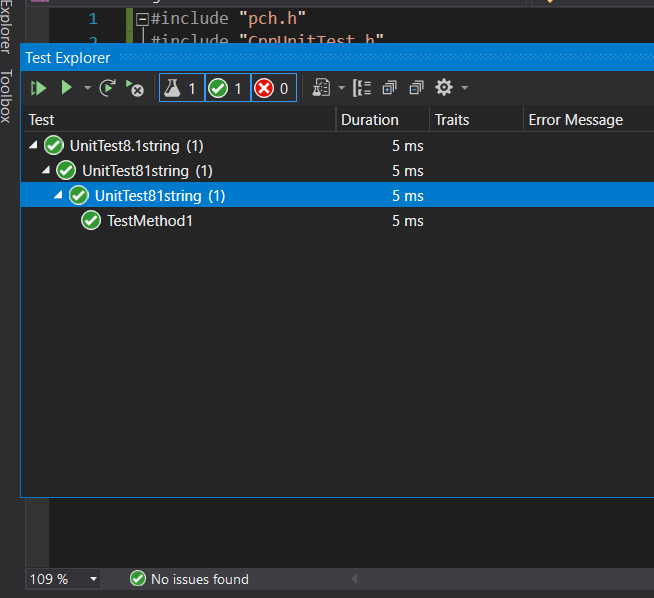 Explorer
Toolbox
1 #include "pch.h"
2 #include "CppUnitTest.h"
Test Explorer
1 1 0
Test Duration Traits Error Message
UnitTest8.1string (1) 5 ms
UnitTest81string (1) 5 ms
UnitTest81string (1) 5 ms
TestMethod1 5 ms
109 % No issues found